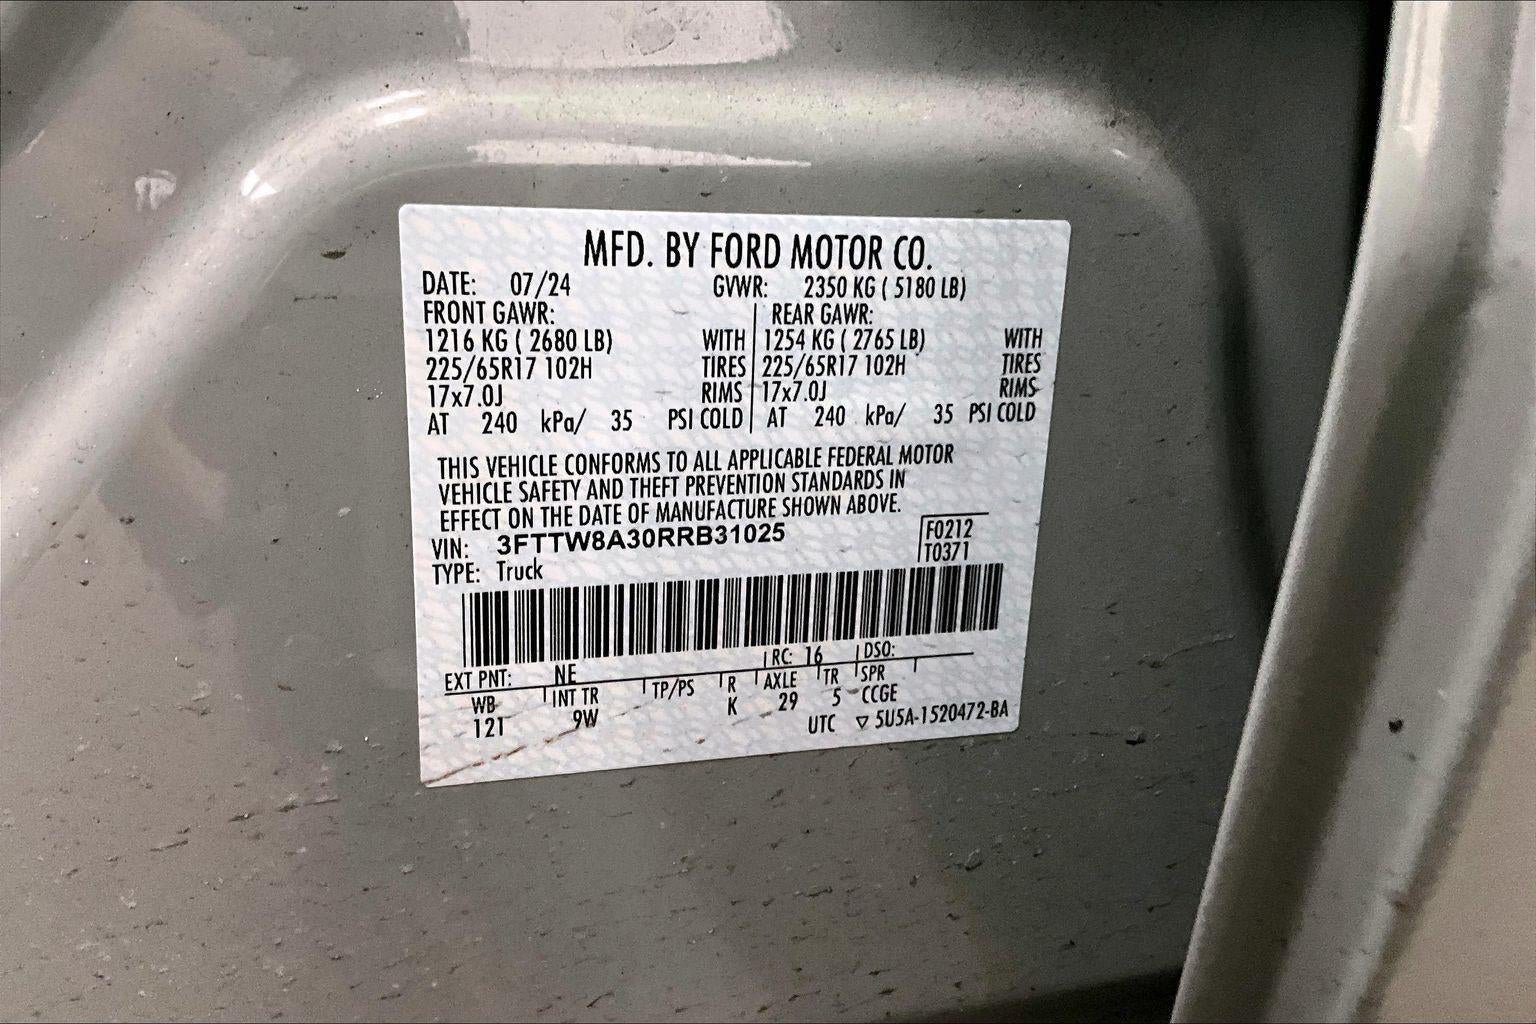 MFD. BY FORD MOTOR CO.
DATE: 07/24 GVWR: 2350 KG ( 5180 LB)
FRONT GAWR: REAR GAWR:
1216 KG ( 2680 LB) WITH 1254 KG ( 2765 LB) WITH
225/65R17 102H TIRES 225/65R17 102H TIRES
17x7.0J RIMS 17x7.0J RIMS
AT 240 kPa/ 35 PSI COLD AT 240 kPa/ 35 PSI COLD
THIS VEHICLE CONFORMS TO ALL APPLICABLE FEDERAL MOTOR
VEHICLE SAFETY AND THEFT PREVENTION STANDARDS IN
EFFECT ON THE DATE OF MANUFACTURE SHOWN ABOVE.
VIN: 3FTTW8A30RRB31025 F0212
TYPE: Truck T0371
EXT PNT: NE RC: 16 DSO:
WB INT TR TP/PS R AXLE TR SPR
121 9W K 29 5 CCGE
UTC ▽ 5U5A-1520472-BA